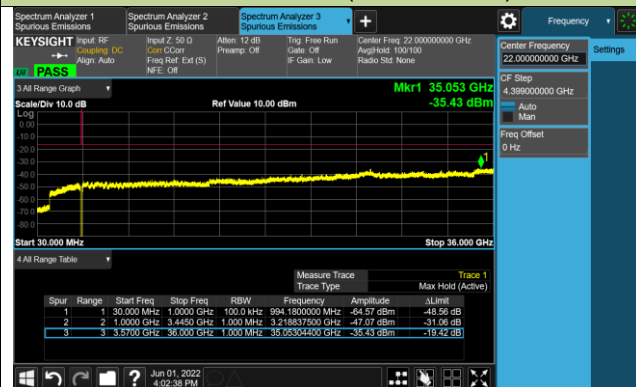 Spectrum Analyzer 1
Spurious Emissions
Spectrum Analyzer 2
Spurious Emissions
Spectrum Analyzer 3
Spurious Emissions
Frequency
KEYSIGHT
Input: RF
Coupling: DC
Align: Auto
Input Z: 50 Ω
Corr CCorr
Freq Ref: Ext (S)
NFE: Off
Atten: 12 dB
Preamp: Off
Trig: Free Run
Gate: Off
IF Gain: Low
Center Freq: 22.000000000 GHz
Avg|Hold: 100/100
Radio Std: None
PASS
Center Frequency
22.00000000 GHz
Settings
CF Step
4.399000000 GHz
Auto
Man
Freq Offset
0 Hz
3 All Range Graph
Mkr1 35.053 GHz
-35.43 dBm
Scale/Div 10.0 dB
Ref Value 10.00 dBm
Log
0.00
-10.0
-20.0
-30.0
-40.0
-50.0
-60.0
-70.0
-80.0
1
Start 30.000 MHz
Stop 36.000 GHz
4 All Range Table
Measure Trace Trace 1
Trace Type Max Hold (Active)
Spur Range Start Freq Stop Freq RBW Frequency Amplitude ΔLimit
1 1 30.000 MHz 1.0000 GHz 100.0 kHz 994.1800000 MHz -64.57 dBm -48.56 dB
2 2 1.0000 GHz 3.4450 GHz 1.000 MHz 3.218837500 GHz -47.07 dBm -31.06 dB
3 3 3.5700 GHz 36.000 GHz 1.000 MHz 35.05304400 GHz -35.43 dBm -19.42 dB
Jun 01, 2022
4:02:38 PM